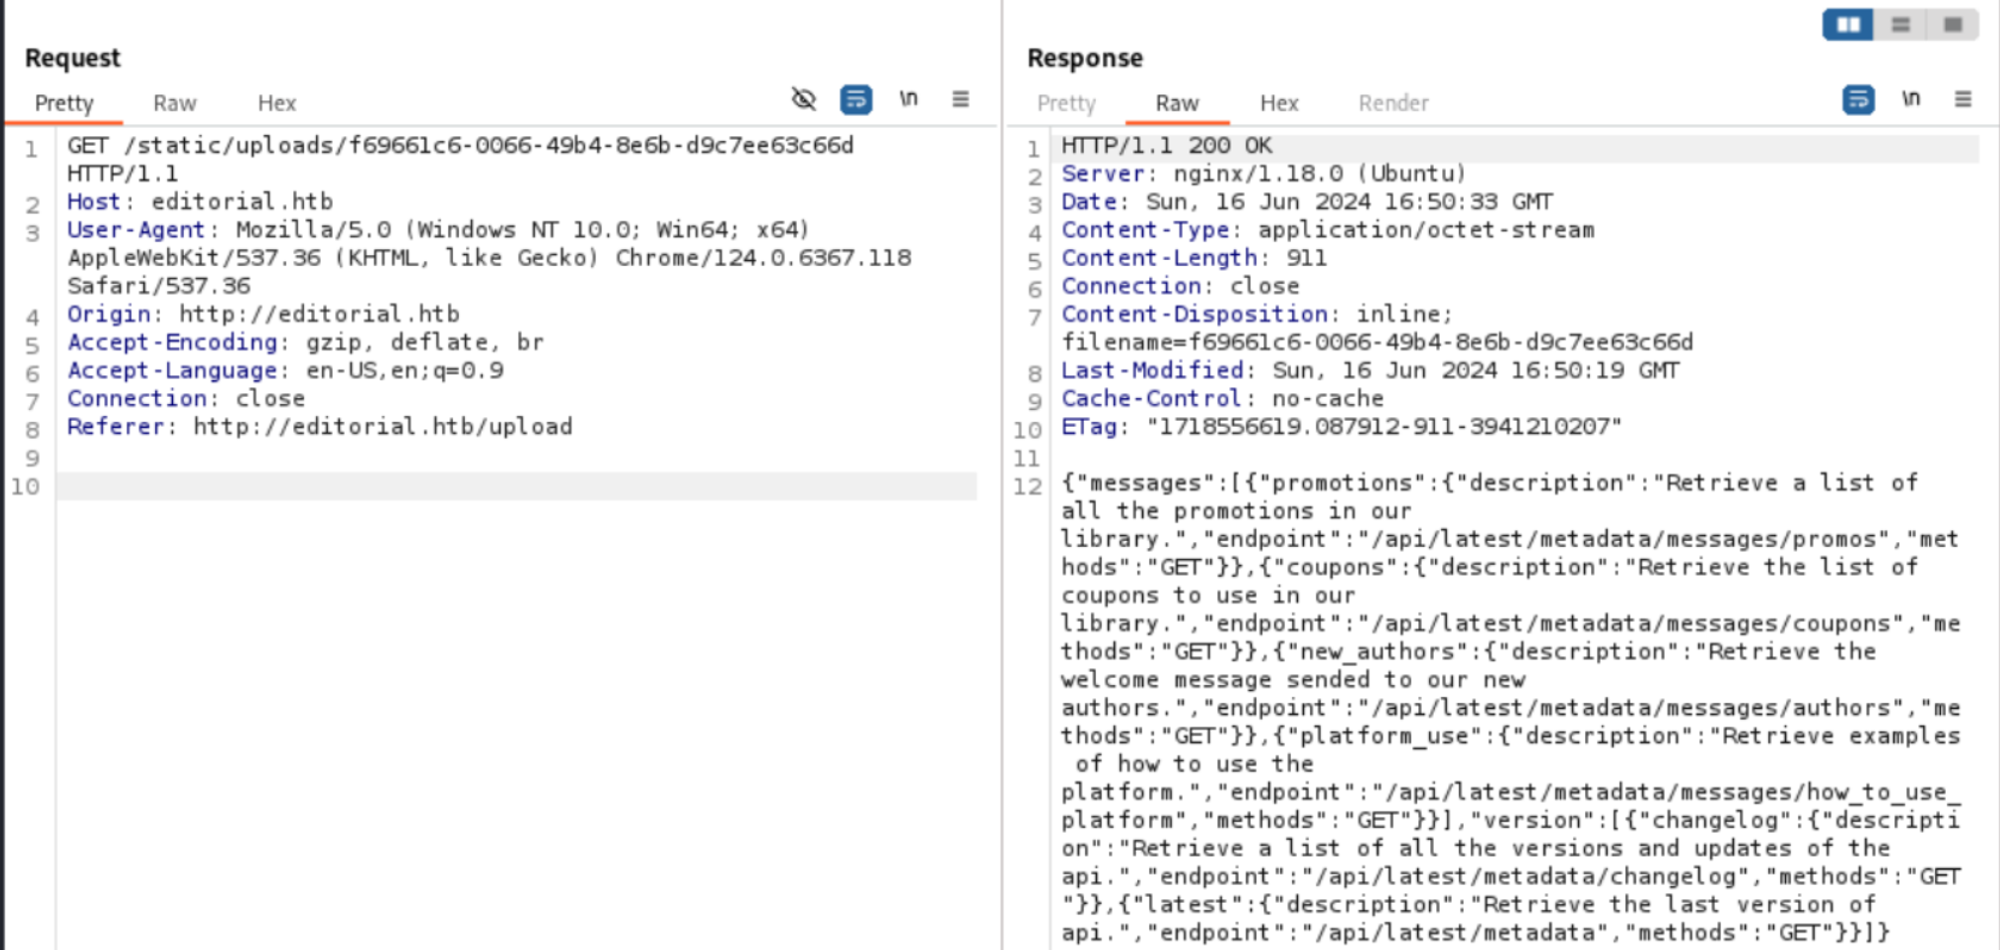 Request
Pretty Raw Hex
\n
1 GET /static/uploads/f69661c6-0066-49b4-8e6b-d9c7ee63c66d
HTTP/1.1
2 Host: editorial.htb
3 User-Agent: Mozilla/5.0 (Windows NT 10.0; Win64; x64)
AppleWebKit/537.36 (KHTML, like Gecko) Chrome/124.0.6367.118
Safari/537.36
4 Origin: http://editorial.htb
5 Accept-Encoding: gzip, deflate, br
6 Accept-Language: en-US,en;q=0.9
7 Connection: close
8 Referer: http://editorial.htb/upload
9
10
Response
Pretty Raw Hex Render
\n
1 HTTP/1.1 200 OK
2 Server: nginx/1.18.0 (Ubuntu)
3 Date: Sun, 16 Jun 2024 16:50:33 GMT
4 Content-Type: application/octet-stream
5 Content-Length: 911
6 Connection: close
7 Content-Disposition: inline;
filename=f69661c6-0066-49b4-8e6b-d9c7ee63c66d
8 Last-Modified: Sun, 16 Jun 2024 16:50:19 GMT
9 Cache-Control: no-cache
10 ETag: "1718556619.087912-911-3941210207"
11
12 {"messages":[{"promotions":{"description":"Retrieve a list of
all the promotions in our
library.","endpoint":"/api/latest/metadata/messages/promos","met
hods":"GET"}},{"coupons":{"description":"Retrieve the list of
coupons to use in our
library.","endpoint":"/api/latest/metadata/messages/coupons","me
thods":"GET"}},{"new_authors":{"description":"Retrieve the
welcome message sended to our new
authors.","endpoint":"/api/latest/metadata/messages/authors","me
thods":"GET"}},{"platform_use":{"description":"Retrieve examples
of how to use the
platform.","endpoint":"/api/latest/metadata/messages/how_to_use_
platform","methods":"GET"}}],"version":[{"changelog":{"descripti
on":"Retrieve a list of all the versions and updates of the
api.","endpoint":"/api/latest/metadata/changelog","methods":"GET
"}},{"latest":{"description":"Retrieve the last version of
api.","endpoint":"/api/latest/metadata","methods":"GET"}}]}